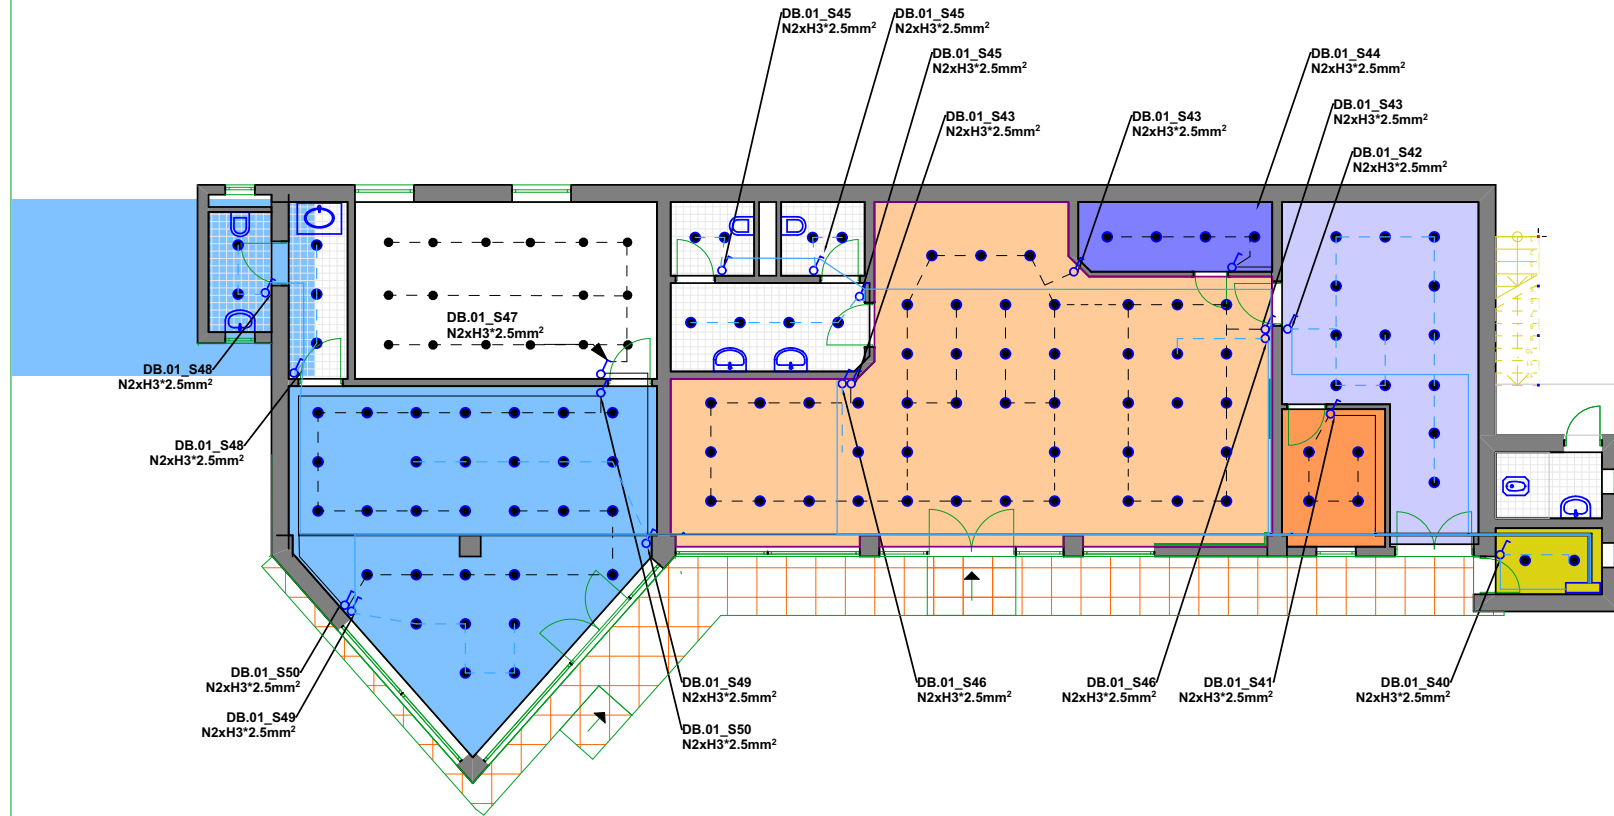 DB.01_S45
N2xH3*2.5mm²
DB.01_S45
N2xH3*2.5mm²
DB.01_S45
N2xH3*2.5mm²
DB.01_S44
N2xH3*2.5mm²
DB.01_S43
N2xH3*2.5mm²
DB.01_S43
N2xH3*2.5mm²
DB.01_S43
N2xH3*2.5mm²
DB.01_S42
N2xH3*2.5mm²
DB.01_S47
N2xH3*2.5mm²
DB.01_S48
N2xH3*2.5mm²
DB.01_S48
N2xH3*2.5mm²
DB.01_S50
N2xH3*2.5mm²
DB.01_S49
N2xH3*2.5mm²
DB.01_S49
N2xH3*2.5mm²
DB.01_S50
N2xH3*2.5mm²
DB.01_S46
N2xH3*2.5mm²
DB.01_S46
N2xH3*2.5mm²
DB.01_S41
N2xH3*2.5mm²
DB.01_S40
N2xH3*2.5mm²